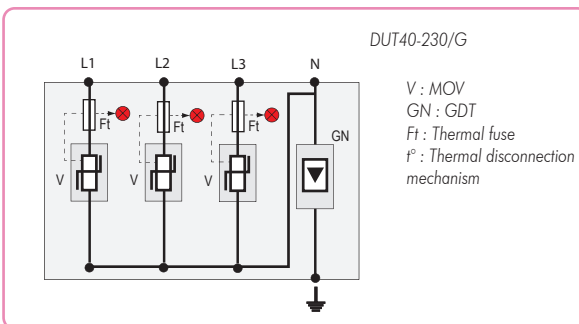 DUT40-230/G
L1 L2 L3 N
V : MOV
GN : GDT
Ft : Thermal fuse
t° : Thermal disconnection
mechanism
Ft Ft Ft
GN
V V V